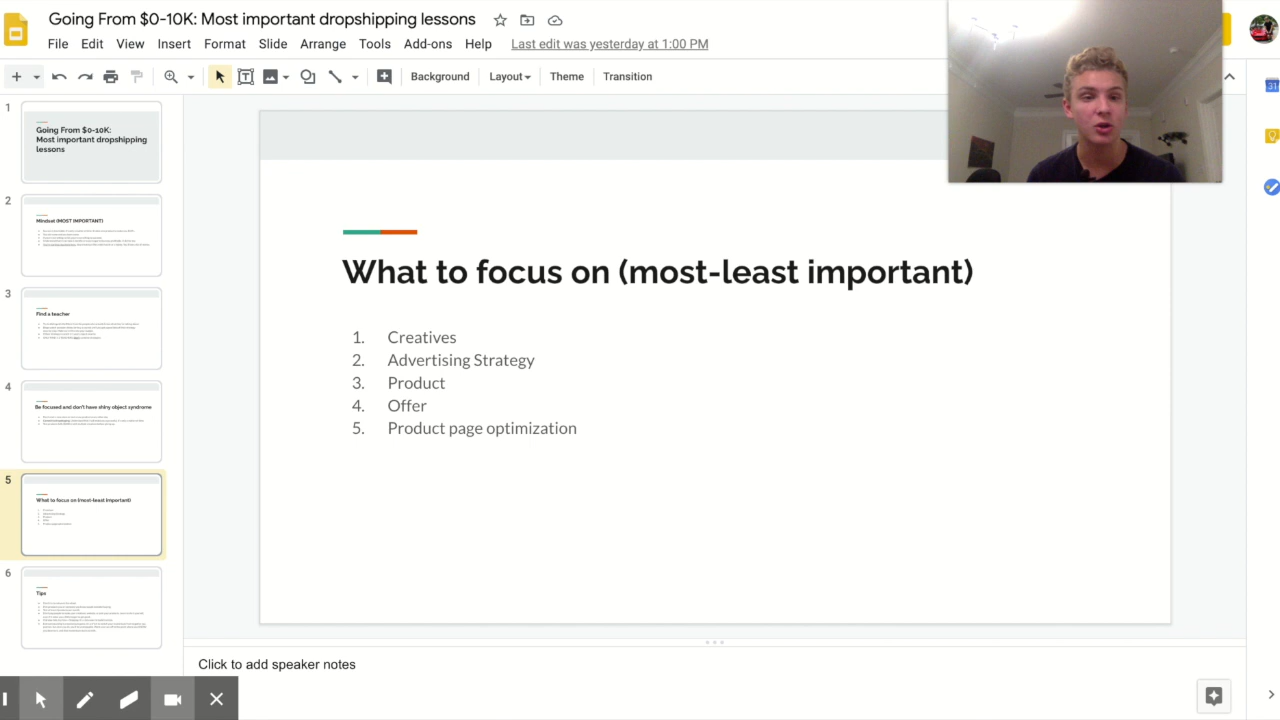 Going From $0-10K: Most important dropshipping lessons
File Edit View Insert Format Slide Arrange Tools Add-ons Help Last edit was yesterday at 1:00 PM
Background Layout Theme Transition
31
1
Going From $0-10K:
Most important dropshipping
lessons
2
Mindset (MOST IMPORTANT)
3
Find a teacher
4
Be focused and don't have shiny object syndrome
5
What to focus on (most-least important)
6
Tips
What to focus on (most-least important)
1. Creatives
2. Advertising Strategy
3. Product
4. Offer
5. Product page optimization
Click to add speaker notes